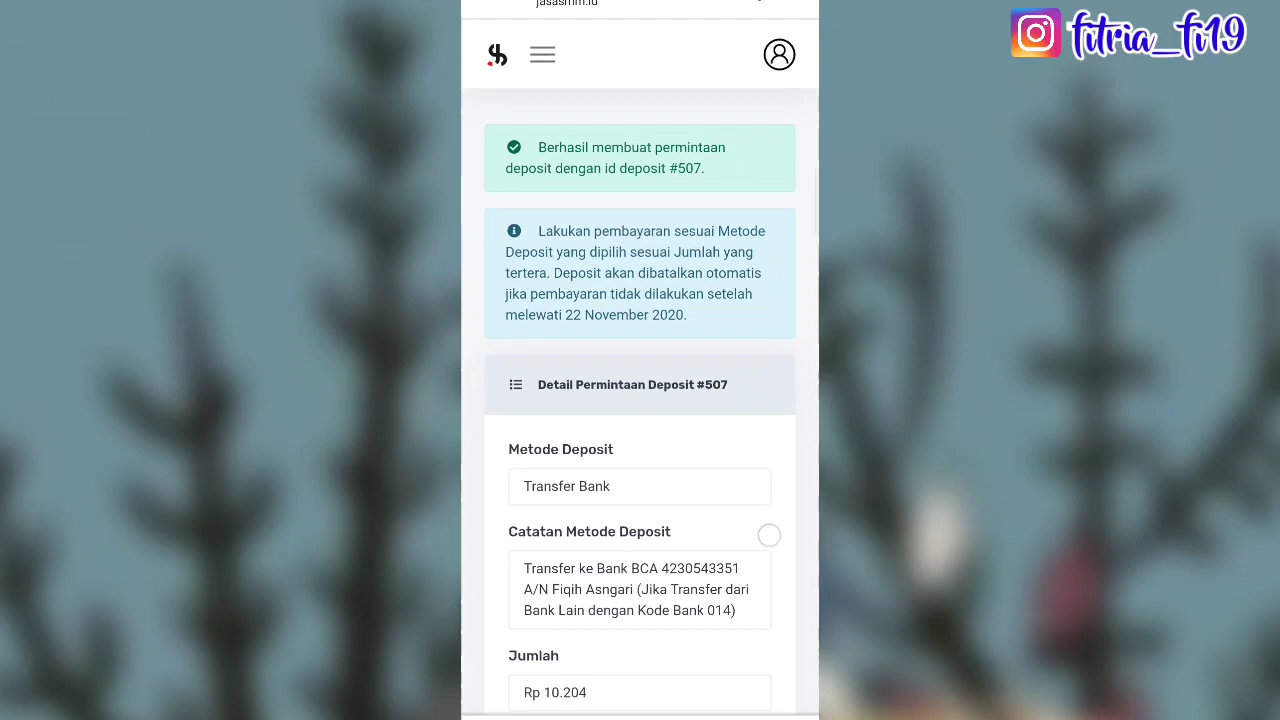 jasasmm.id
fitria_fi19
Berhasil membuat permintaan
deposit dengan id deposit #507.
Lakukan pembayaran sesuai Metode
Deposit yang dipilih sesuai Jumlah yang
tertera. Deposit akan dibatalkan otomatis
jika pembayaran tidak dilakukan setelah
melewati 22 November 2020.
Detail Permintaan Deposit #507
Metode Deposit
Transfer Bank
Catatan Metode Deposit
Transfer ke Bank BCA 4230543351
A/N Fiqih Asngari (Jika Transfer dari
Bank Lain dengan Kode Bank 014)
Jumlah
Rp 10.204